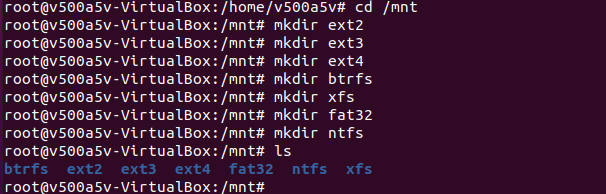 root@v500a5v-VirtualBox:/home/v500a5v# cd /mnt
root@v500a5v-VirtualBox:/mnt# mkdir ext2
root@v500a5v-VirtualBox:/mnt# mkdir ext3
root@v500a5v-VirtualBox:/mnt# mkdir ext4
root@v500a5v-VirtualBox:/mnt# mkdir btrfs
root@v500a5v-VirtualBox:/mnt# mkdir xfs
root@v500a5v-VirtualBox:/mnt# mkdir fat32
root@v500a5v-VirtualBox:/mnt# mkdir ntfs
root@v500a5v-VirtualBox:/mnt# ls
btrfs  ext2  ext3  ext4  fat32  ntfs  xfs
root@v500a5v-VirtualBox:/mnt#